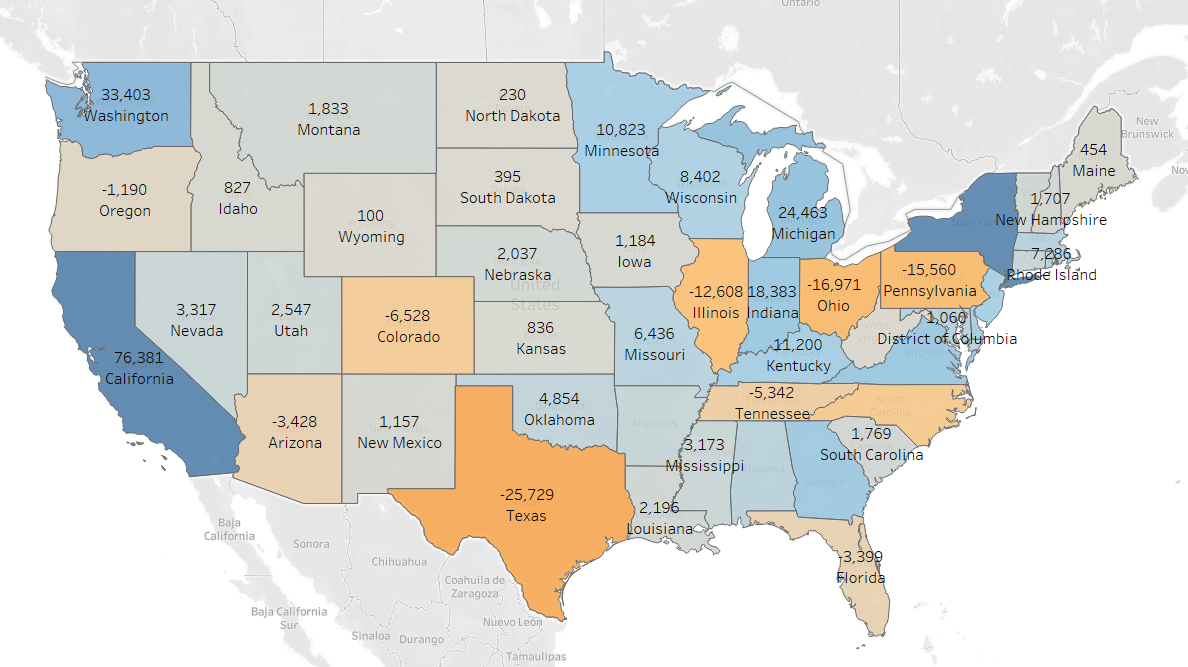 Ontario
33,403
Washington
1,833
Montana
230
North Dakota
10,823
Minnesota
New
Brunswick
454
Maine
-1,190
Oregon
827
Idaho
395
South Dakota
8,402
Wisconsin
100
Wyoming
24,463
Michigan
New York
1,707
New Hampshire
2,037
Nebraska
1,184
Iowa
7,286
Rhode Island
United
States
-15,560
Pennsylvania
-12,608
Illinois
18,383
Indiana
-16,971
Ohio
3,317
Nevada
2,547
Utah
-6,528
Colorado
836
Kansas
6,436
Missouri
1,060
District of Columbia
West
Virginia
11,200
Kentucky
76,381
California
-3,428
Arizona
1,157
New Mexico
4,854
Oklahoma
-5,342
Tennessee
North
Carolina
Arkansas
3,173
Mississippi
Alabama
Georgia
1,769
South Carolina
-25,729
Texas
2,196
Louisiana
-3,399
Florida
Baja
California
Sonora
Chihuahua
Coahuila de
Zaragoza
Baja California
Sur
Sinaloa
Durango
Nuevo León
Tamaulipas